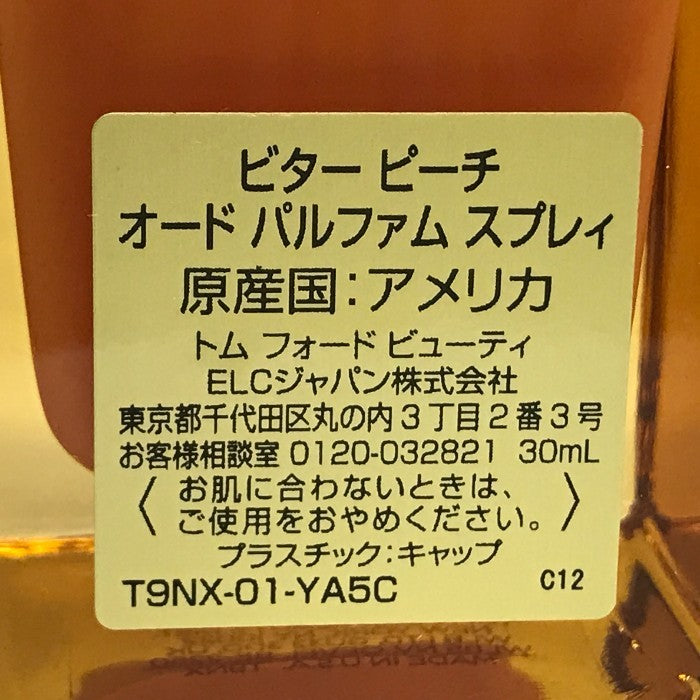 ビター ピーチ
オード パルファム スプレィ
原産国：アメリカ
トム フォード ビューティ
ELCジャパン株式会社
東京都千代田区丸の内3丁目2番3号
お客様相談室 0120-032821 30mL
〈 お肌に合わないときは、
ご使用をおやめください。 〉
プラスチック：キャップ
T9NX-01-YA5C C12